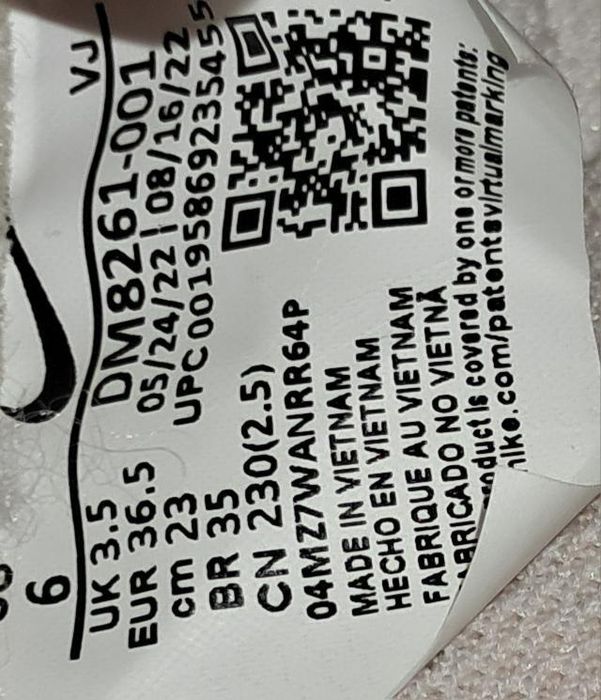 6
VJ
UK 3.5
DM8261-001
EUR 36.5
05/24/22 | 08/16/22
cm 23
UPC00195869235455
BR 35
CN 230(2.5)
04MZ7WANRR64P
MADE IN VIETNAM
HECHO EN VIETNAM
FABRIQUE AU VIETNAM
FABRICADO NO VIETNÃ
product is covered by one or more patents:
nike.com/patentsvirtualmarking